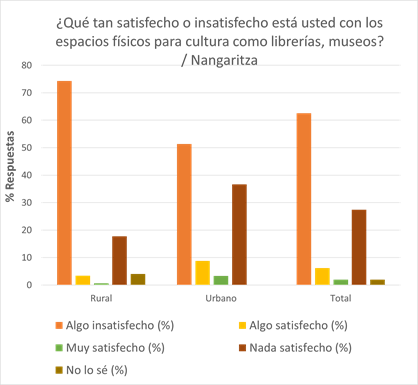 ¿Qué tan satisfecho o insatisfecho está usted con los
espacios físicos para cultura como librerías, museos?
/ Nangaritza
% Respuestas
80
70
60
50
40
30
20
10
0
Rural
Urbano
Total
Algo insatisfecho (%)
Algo satisfecho (%)
Muy satisfecho (%)
Nada satisfecho (%)
No lo sé (%)